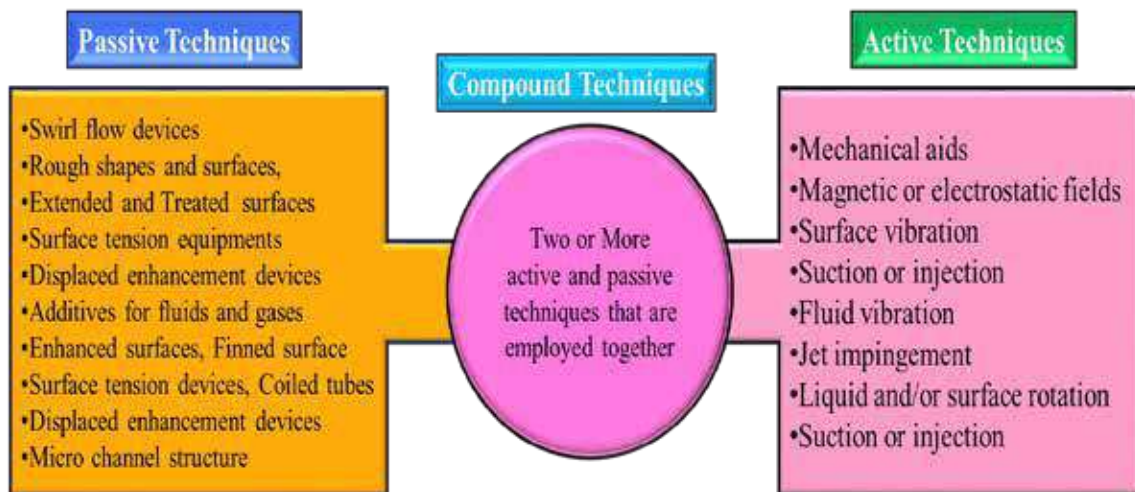 Passive Techniques
•Swirl flow devices
•Rough shapes and surfaces,
•Extended and Treated surfaces
•Surface tension equipments
•Displaced enhancement devices
•Additives for fluids and gases
•Enhanced surfaces, Finned surface
•Surface tension devices, Coiled tubes
•Displaced enhancement devices
•Micro channel structure
Compound Techniques
Two or More
active and passive
techniques that are
employed together
Active Techniques
•Mechanical aids
•Magnetic or electrostatic fields
•Surface vibration
•Suction or injection
•Fluid vibration
•Jet impingement
•Liquid and/or surface rotation
•Suction or injection